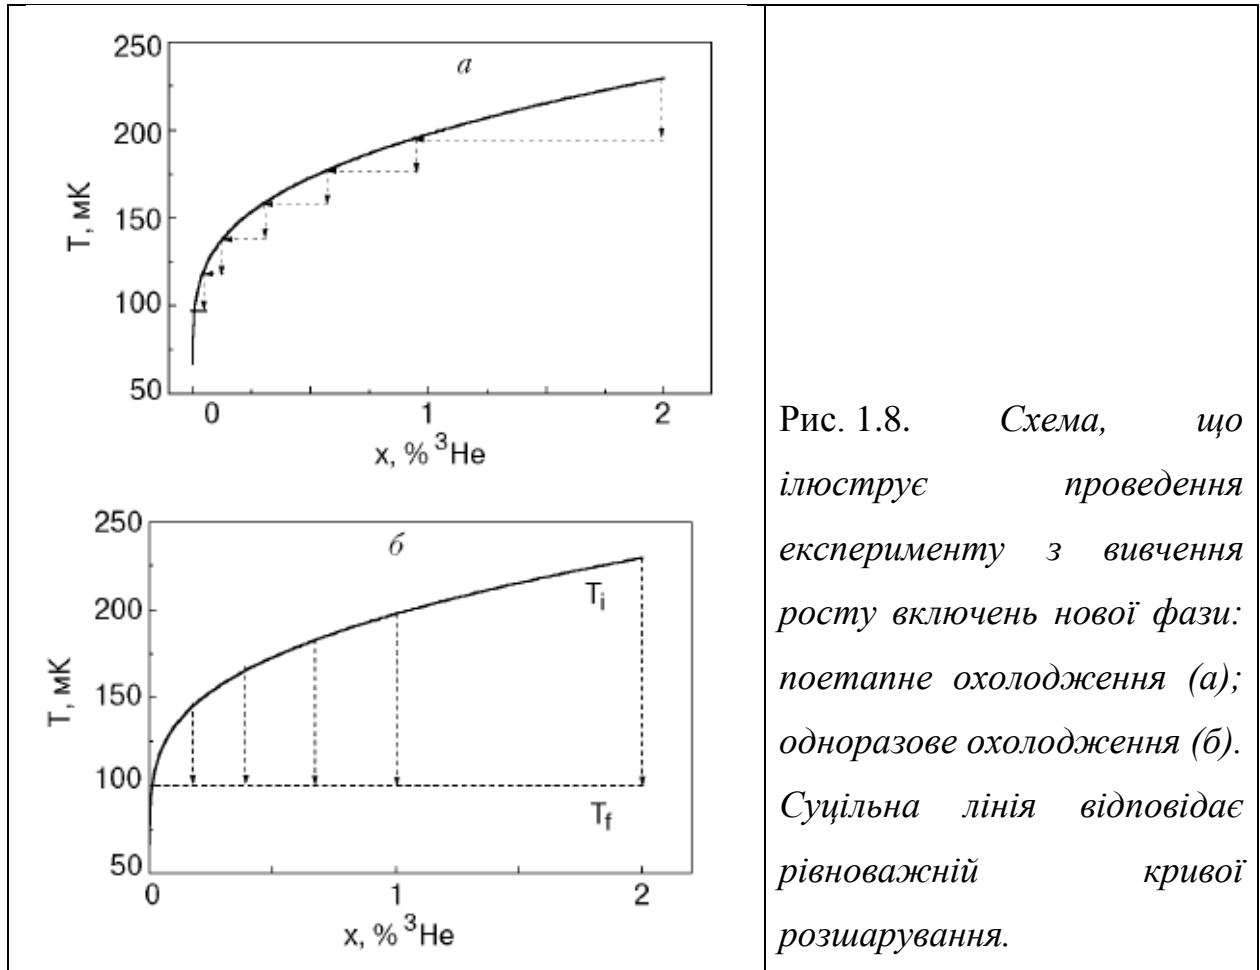 250
а
200
150
100
50
T, мК
0
1
2
x, % ³He
250
б
200
Tᵢ
150
100
T_f
50
T, мК
0
1
2
x, % ³He
Рис. 1.8. Схема, що
ілюструє проведення
експерименту з вивчення
росту включень нової фази:
поетапне охолодження (а);
одноразове охолодження (б).
Суцільна лінія відповідає
рівноважній кривої
розшарування.